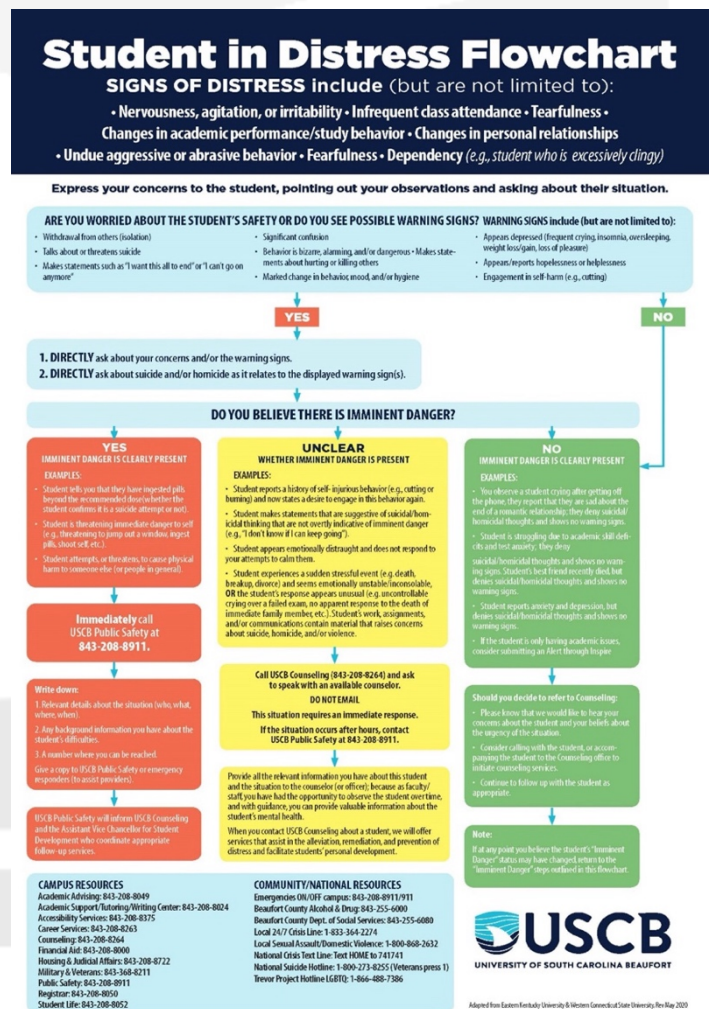 Student in Distress Flowchart
SIGNS OF DISTRESS include (but are not limited to):
• Nervousness, agitation, or irritability • Infrequent class attendance • Tearfulness •
Changes in academic performance/study behavior • Changes in personal relationships
• Undue aggressive or abrasive behavior • Fearfulness • Dependency (e.g., student who is excessively clingy)
Express your concerns to the student, pointing out your observations and asking about their situation.
ARE YOU WORRIED ABOUT THE STUDENT'S SAFETY OR DO YOU SEE POSSIBLE WARNING SIGNS? WARNING SIGNS include (but are not limited to):
• Withdrawal from others (isolation)
• Talks about or threatens suicide
• Makes statements such as "I want this all to end" or "I can't go on
anymore"
• Significant confusion
• Behavior is bizarre, alarming, and/or dangerous • Makes state-
ments about hurting or killing others
• Marked change in behavior, mood, and/or hygiene
• Appears depressed (frequent crying, insomnia, oversleeping,
weight loss/gain, loss of pleasure)
• Appears/reports hopelessness or helplessness
• Engagement in self-harm (e.g., cutting)
YES
NO
1. DIRECTLY ask about your concerns and/or the warning signs.
2. DIRECTLY ask about suicide and/or homicide as it relates to the displayed warning sign(s).
DO YOU BELIEVE THERE IS IMMINENT DANGER?
YES
IMMINENT DANGER IS CLEARLY PRESENT
EXAMPLES:
• Student tells you that they have ingested pills
beyond the recommended dose(whether the
student confirms it is a suicide attempt or not).
• Student is threatening immediate danger to self
(e.g., threatening to jump out a window, ingest
pills, shoot self, etc.).
• Student attempts, or threatens, to cause physical
harm to someone else (or people in general)
Immediately call
USCB Public Safety at
843-208-8911.
Write down:
1. Relevant details about the situation (who, what,
where, when).
2. Any background information you have about the
student's difficulties.
3. A number where you can be reached.
Give a copy to USCB Public Safety or emergency
responders (to assist providers).
USCB Public Safety will inform USCB Counseling
and the Assistant Vice Chancellor for Student
Development who coordinate appropriate
follow-up services.
UNCLEAR
WHETHER IMMINENT DANGER IS PRESENT
EXAMPLES:
• Student reports a history of self- injurious behavior (e.g., cutting or
burning) and now states a desire to engage in this behavior again.
• Student makes statements that are suggestive of suicidal/hom-
icidal thinking that are not overtly indicative of imminent danger
(e.g., "I don't know if I can keep going").
• Student appears emotionally distraught and does not respond to
your attempts to calm them.
• Student experiences a sudden stressful event (e.g. death,
breakup, divorce) and seems emotionally unstable/inconsolable,
OR the student's response appears unusual (e.g. uncontrollable
crying over a failed exam, no apparent response to the death of
immediate family member, etc.). Student's work, assignments,
and/or communications contain material that raises concerns
about suicide, homicide, and/or violence.
Call USCB Counseling (843-208-8264) and ask
to speak with an available counselor.
DO NOT EMAIL
This situation requires an immediate response.
If the situation occurs after hours, contact
USCB Public Safety at 843-208-8911.
Provide all the relevant information you have about this student
and the situation to the counselor (or officer); because as faculty/
staff, you have had the opportunity to observe the student over time,
and with guidance, you can provide valuable information about the
student's mental health.
When you contact USCB Counseling about a student, we will offer
services that assist in the alleviation, remediation, and prevention of
distress and facilitate students' personal development.
NO
IMMINENT DANGER IS CLEARLY PRESENT
EXAMPLES:
• You observe a student crying after getting off
the phone, they report that they are sad about the
end of a romantic relationship; they deny suicidal/
homicidal thoughts and shows no warning signs.
• Student is struggling due to academic skill defi-
cits and test anxiety; they deny
suicidal/homicidal thoughts and shows no warn-
ing signs. Student's best friend recently died, but
denies suicidal/homicidal thoughts and shows no
warning signs.
• Student reports anxiety and depression, but
denies suicidal/homicidal thoughts and shows no
warning signs.
• If the student is only having academic issues,
consider submitting an Alert through Inspire
Should you decide to refer to Counseling:
• Please know that we would like to hear your
concerns about the student and your beliefs about
the urgency of the situation.
• Consider calling with the student, or accom-
panying the student to the Counseling office to
initiate counseling services.
• Continue to follow up with the student as
appropriate.
Note:
If at any point you believe the student's "Imminent
Danger" status may have changed, return to the
"Imminent Danger" steps outlined in this flowchart.
CAMPUS RESOURCES
Academic Advising: 843-208-8049
Academic Support/Tutoring/Writing Center: 843-208-8024
Accessibility Services: 843-208-8375
Career Services: 843-208-8263
Counseling: 843-208-8264
Financial Aid: 843-208-8000
Housing & Judicial Affairs: 843-208-8722
Military & Veterans: 843-368-8211
Public Safety: 843-208-8911
Registrar: 843-208-8050
Student Life: 843-208-8052
COMMUNITY/NATIONAL RESOURCES
Emergencies ON/OFF campus: 843-208-8911/911
Beaufort County Alcohol & Drug: 843-255-6000
Beaufort County Dept. of Social Services: 843-255-6080
Local 24/7 Crisis Line: 1-833-364-2274
Local Sexual Assault/Domestic Violence: 1-800-868-2632
National Crisis Text Line: Text HOME to 741741
National Suicide Hotline: 1-800-273-8255 (Veterans press 1)
Trevor Project Hotline LGBTQ: 1-866-488-7386
USCB
UNIVERSITY OF SOUTH CAROLINA BEAUFORT
Adapted from Eastern Kentucky University & Western Connecticut State University. Rev May 2020